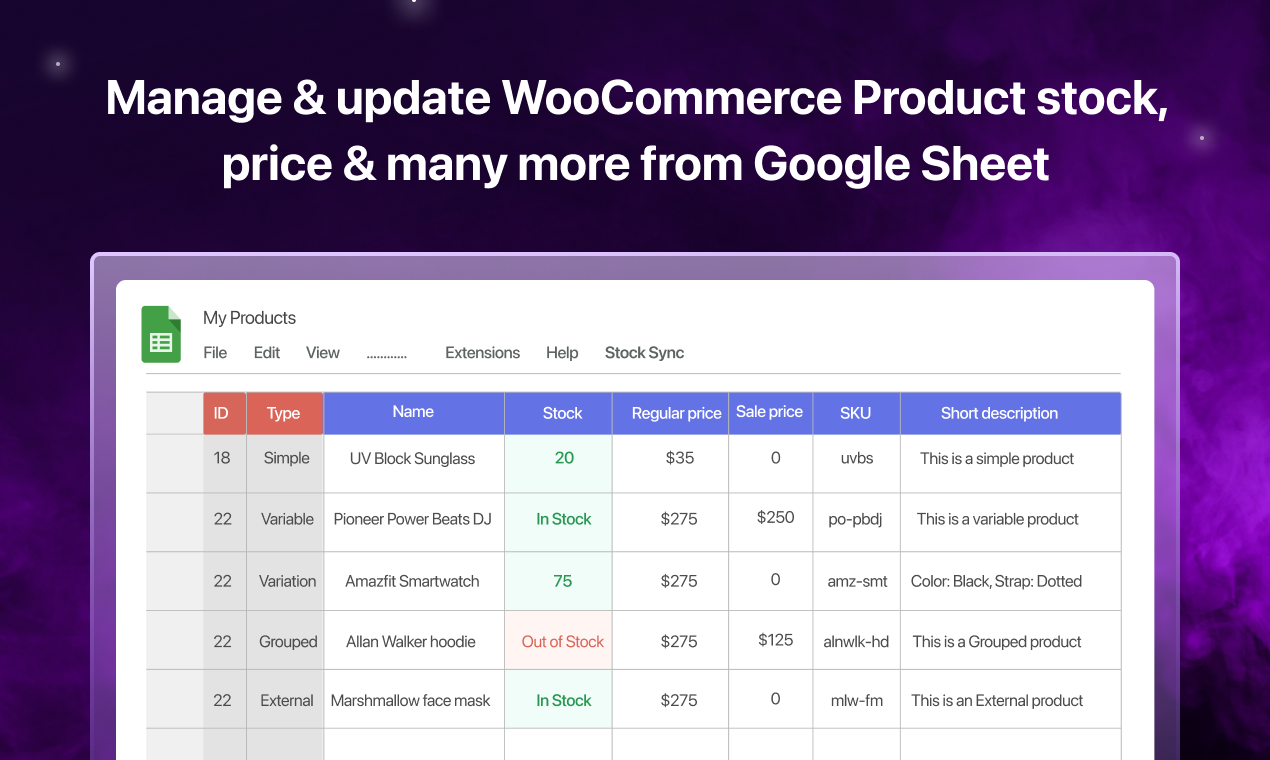 Manage & update WooCommerce Product stock,
price & many more from Google Sheet
My Products
File Edit View ............ Extensions Help Stock Sync
ID Type Name Stock Regular price Sale price SKU Short description
18 Simple UV Block Sunglass 20 $35 0 uvbs This is a simple product
22 Variable Pioneer Power Beats DJ In Stock $275 $250 po-pbdj This is a variable product
22 Variation Amazfit Smartwatch 75 $275 0 amz-smt Color: Black, Strap: Dotted
22 Grouped Allan Walker hoodie Out of Stock $275 $125 alnwlk-hd This is a Grouped product
22 External Marshmallow face mask In Stock $275 0 mlw-fm This is an External product